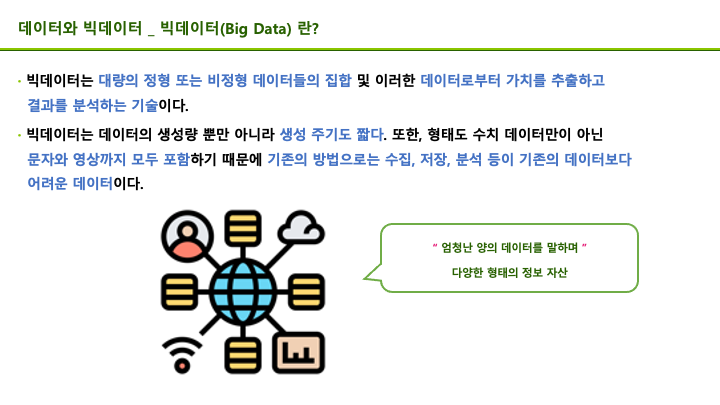 데이터와 빅데이터 _ 빅데이터(Big Data) 란?
· 빅데이터는 대량의 정형 또는 비정형 데이터들의 집합 및 이러한 데이터로부터 가치를 추출하고
결과를 분석하는 기술이다.
· 빅데이터는 데이터의 생성량 뿐만 아니라 생성 주기도 짧다. 또한, 형태도 수치 데이터만이 아닌
문자와 영상까지 모두 포함하기 때문에 기존의 방법으로는 수집, 저장, 분석 등이 기존의 데이터보다
어려운 데이터이다.
“ 엄청난 양의 데이터를 말하며 ”
다양한 형태의 정보 자산